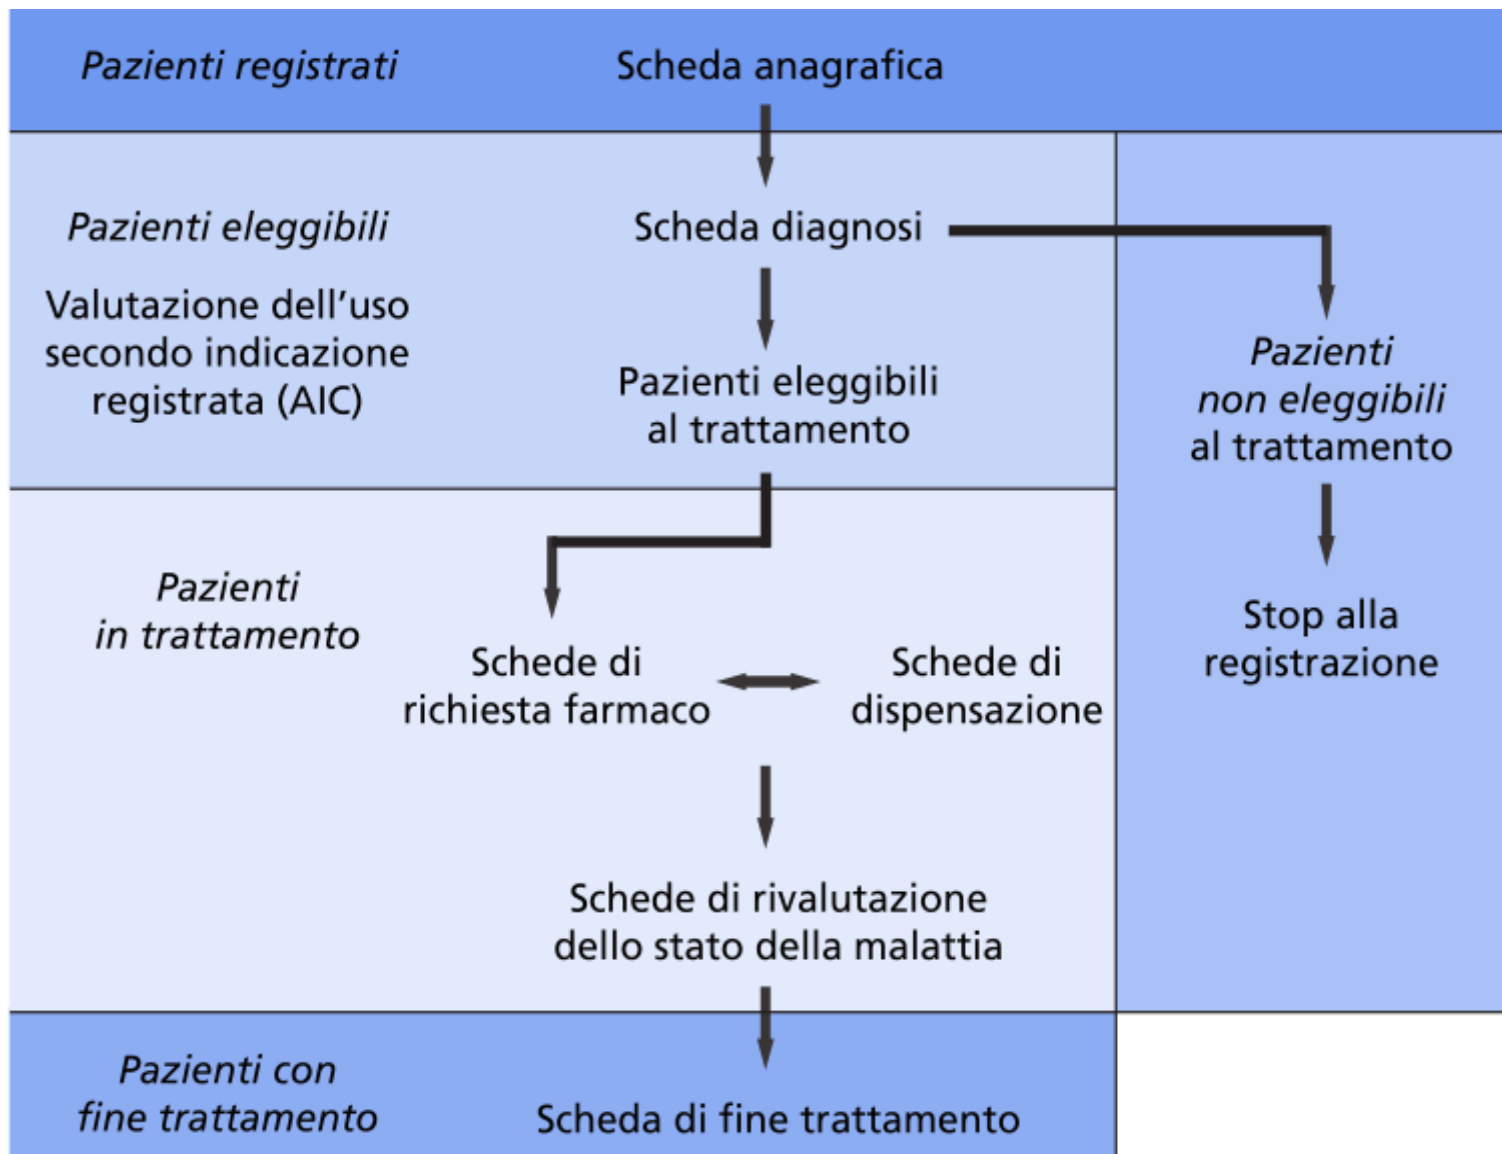 Pazienti registrati
Scheda anagrafica
Pazienti eleggibili
Valutazione dell’uso
secondo indicazione
registrata (AIC)
Scheda diagnosi
Pazienti eleggibili
al trattamento
Pazienti
non eleggibili
al trattamento
Stop alla
registrazione
Pazienti
in trattamento
Schede di
richiesta farmaco
Schede di
dispensazione
Schede di rivalutazione
dello stato della malattia
Pazienti con
fine trattamento
Scheda di fine trattamento